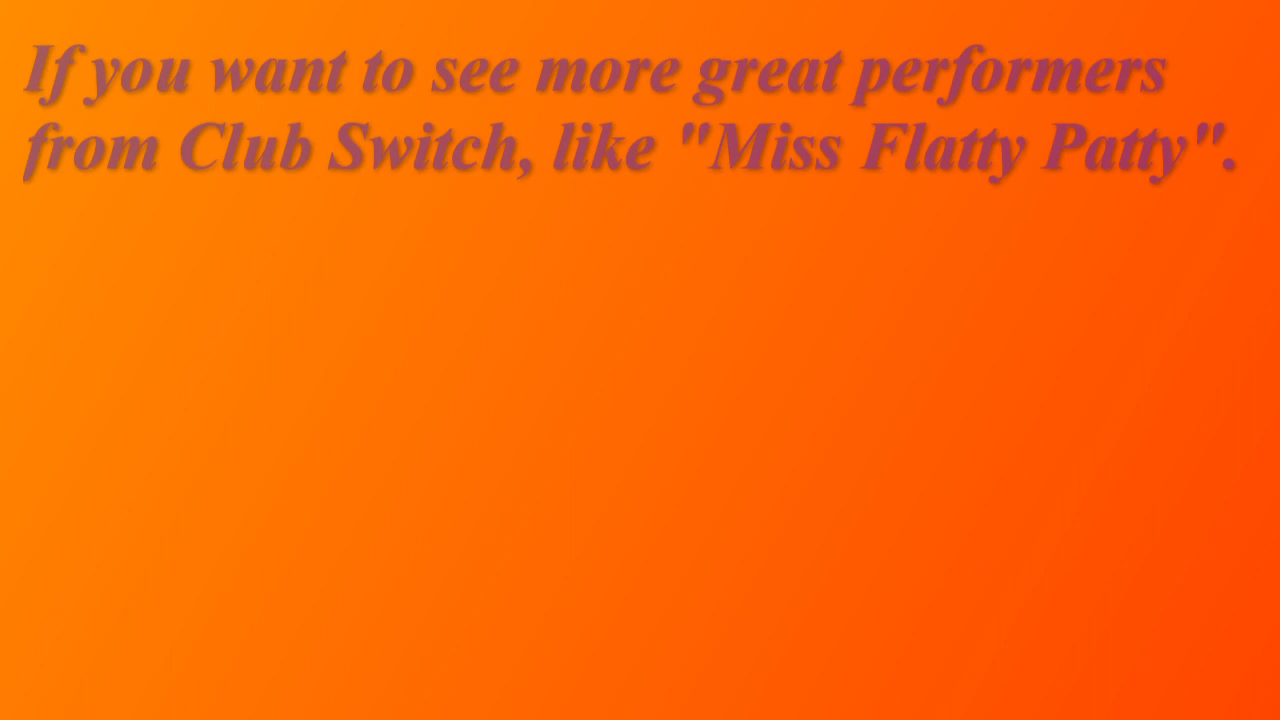 If you want to see more great performers
from Club Switch, like "Miss Flatty Patty".